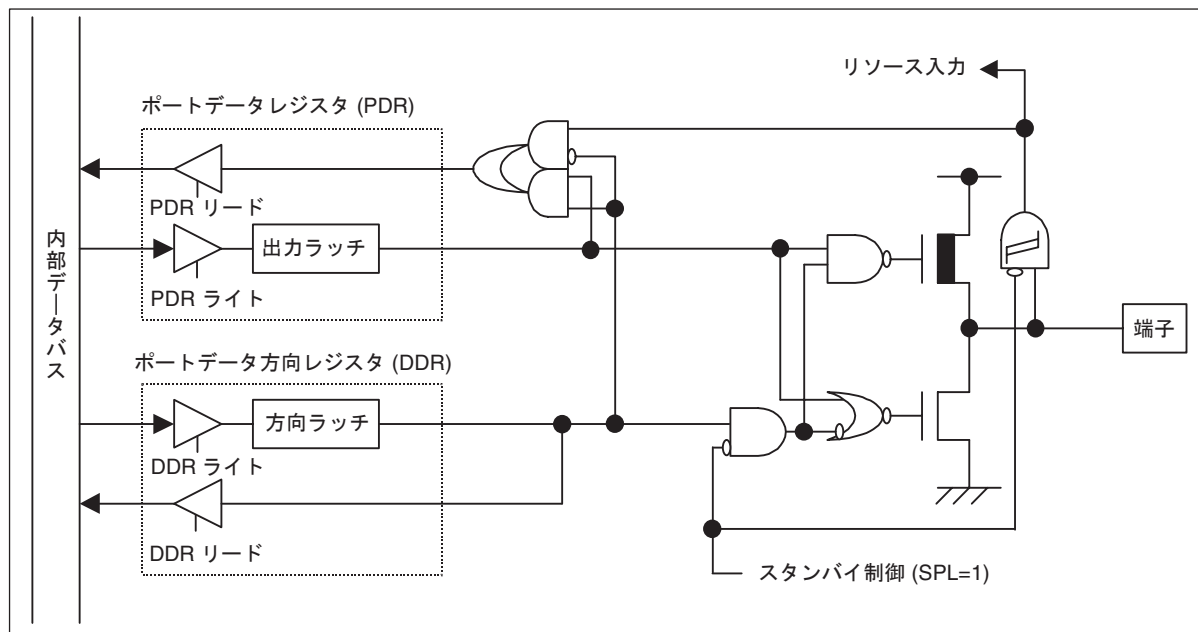 リソース入力
ポートデータレジスタ (PDR)
PDR リード
出力ラッチ
PDR ライト
内部データバス
端子
ポートデータ方向レジスタ (DDR)
方向ラッチ
DDR ライト
DDR リード
スタンバイ制御 (SPL=1)